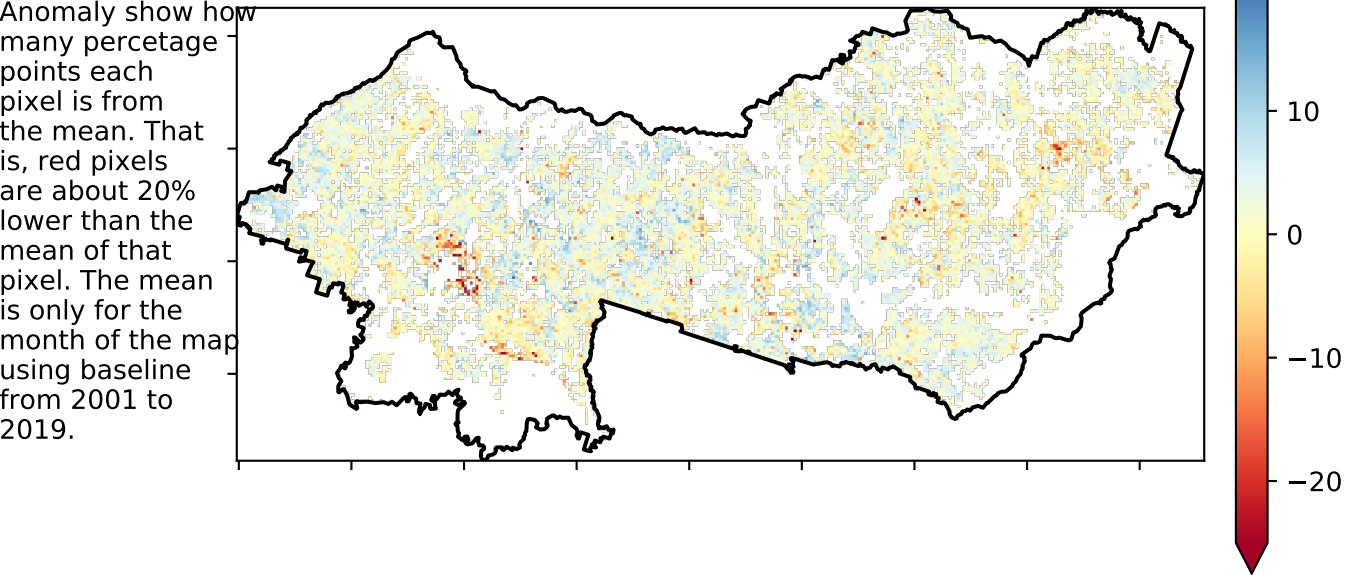 Anomaly show how
many percetage
points each
pixel is from
the mean. That
is, red pixels
are about 20%
lower than the
mean of that
pixel. The mean
is only for the
month of the map
using baseline
from 2001 to
2019.
10
0
−10
−20